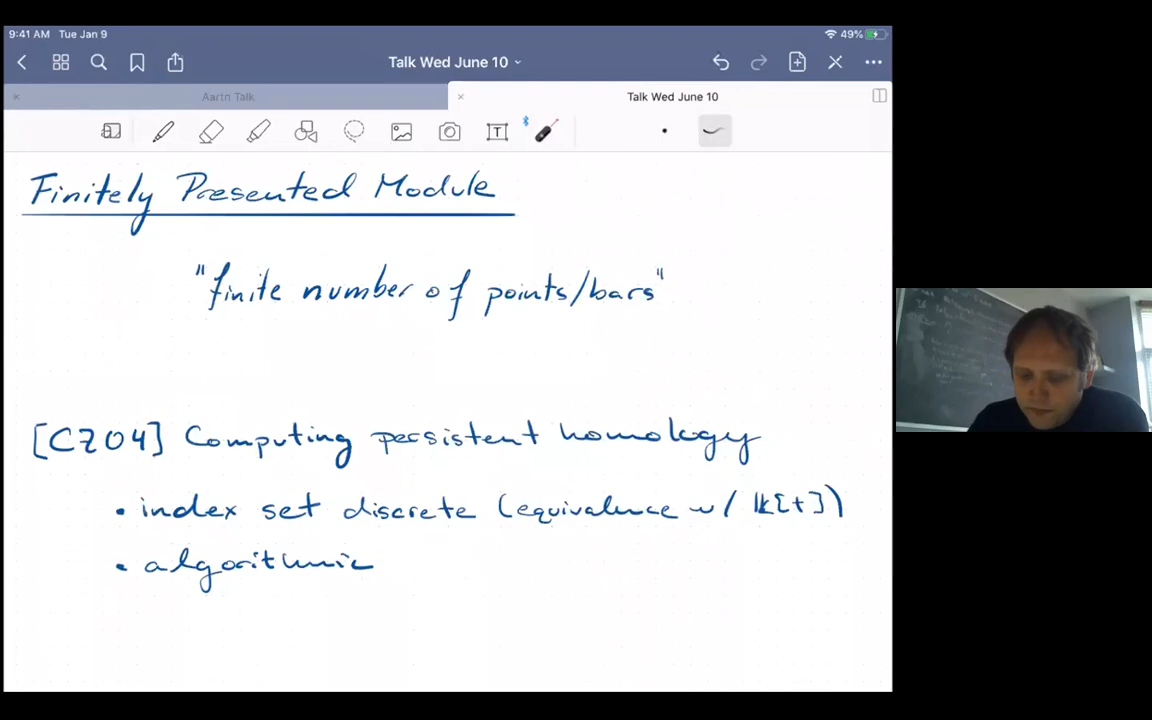 9:41 AM Tue Jan 9
49%
Talk Wed June 10
Aartn Talk
Talk Wed June 10
T
Finitely Presented Module
"finite number of points/bars"
[CZ04] Computing persistent homology
• index set discrete (equivalence w/ 𝕜[t])
• algorithmic